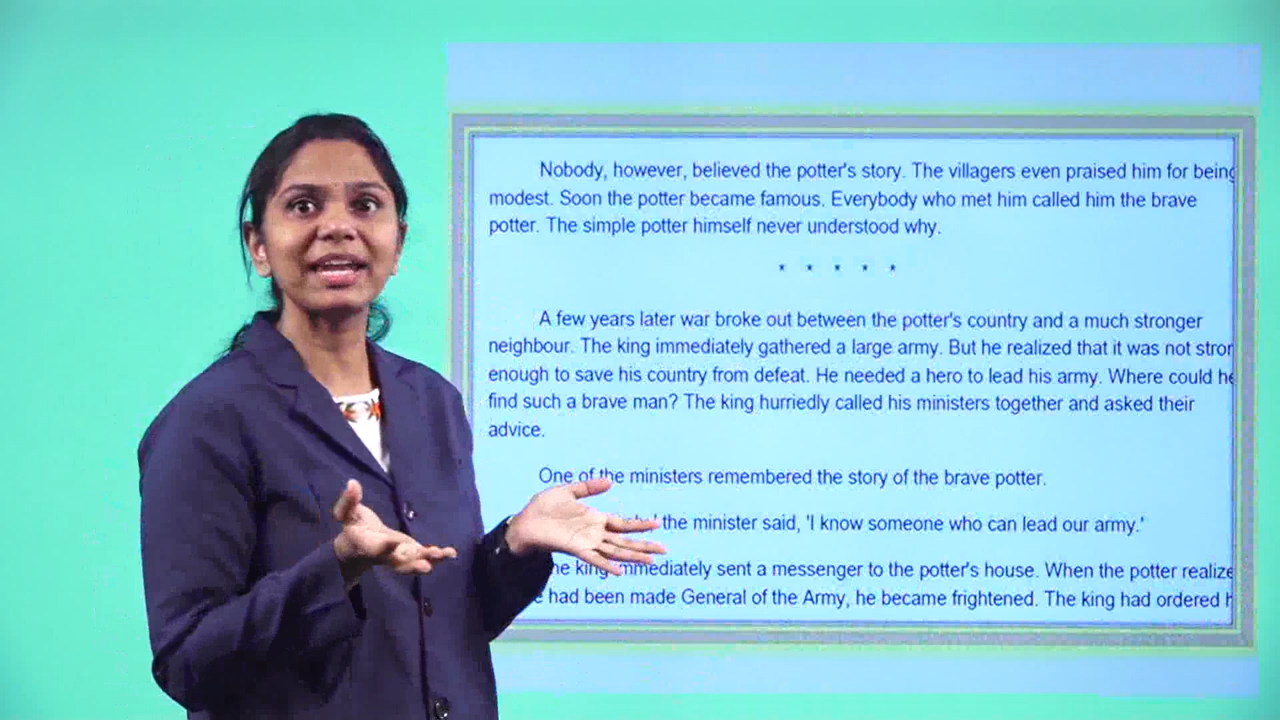 Nobody, however, believed the potter's story. The villagers even praised him for being
modest. Soon the potter became famous. Everybody who met him called him the brave
potter. The simple potter himself never understood why.
* * * * *
A few years later war broke out between the potter's country and a much stronger
neighbour. The king immediately gathered a large army. But he realized that it was not stron
enough to save his country from defeat. He needed a hero to lead his army. Where could he
find such a brave man? The king hurriedly called his ministers together and asked their
advice.
One of the ministers remembered the story of the brave potter.
the minister said, 'I know someone who can lead our army.'
he king immediately sent a messenger to the potter's house. When the potter realize
had been made General of the Army, he became frightened. The king had ordered h